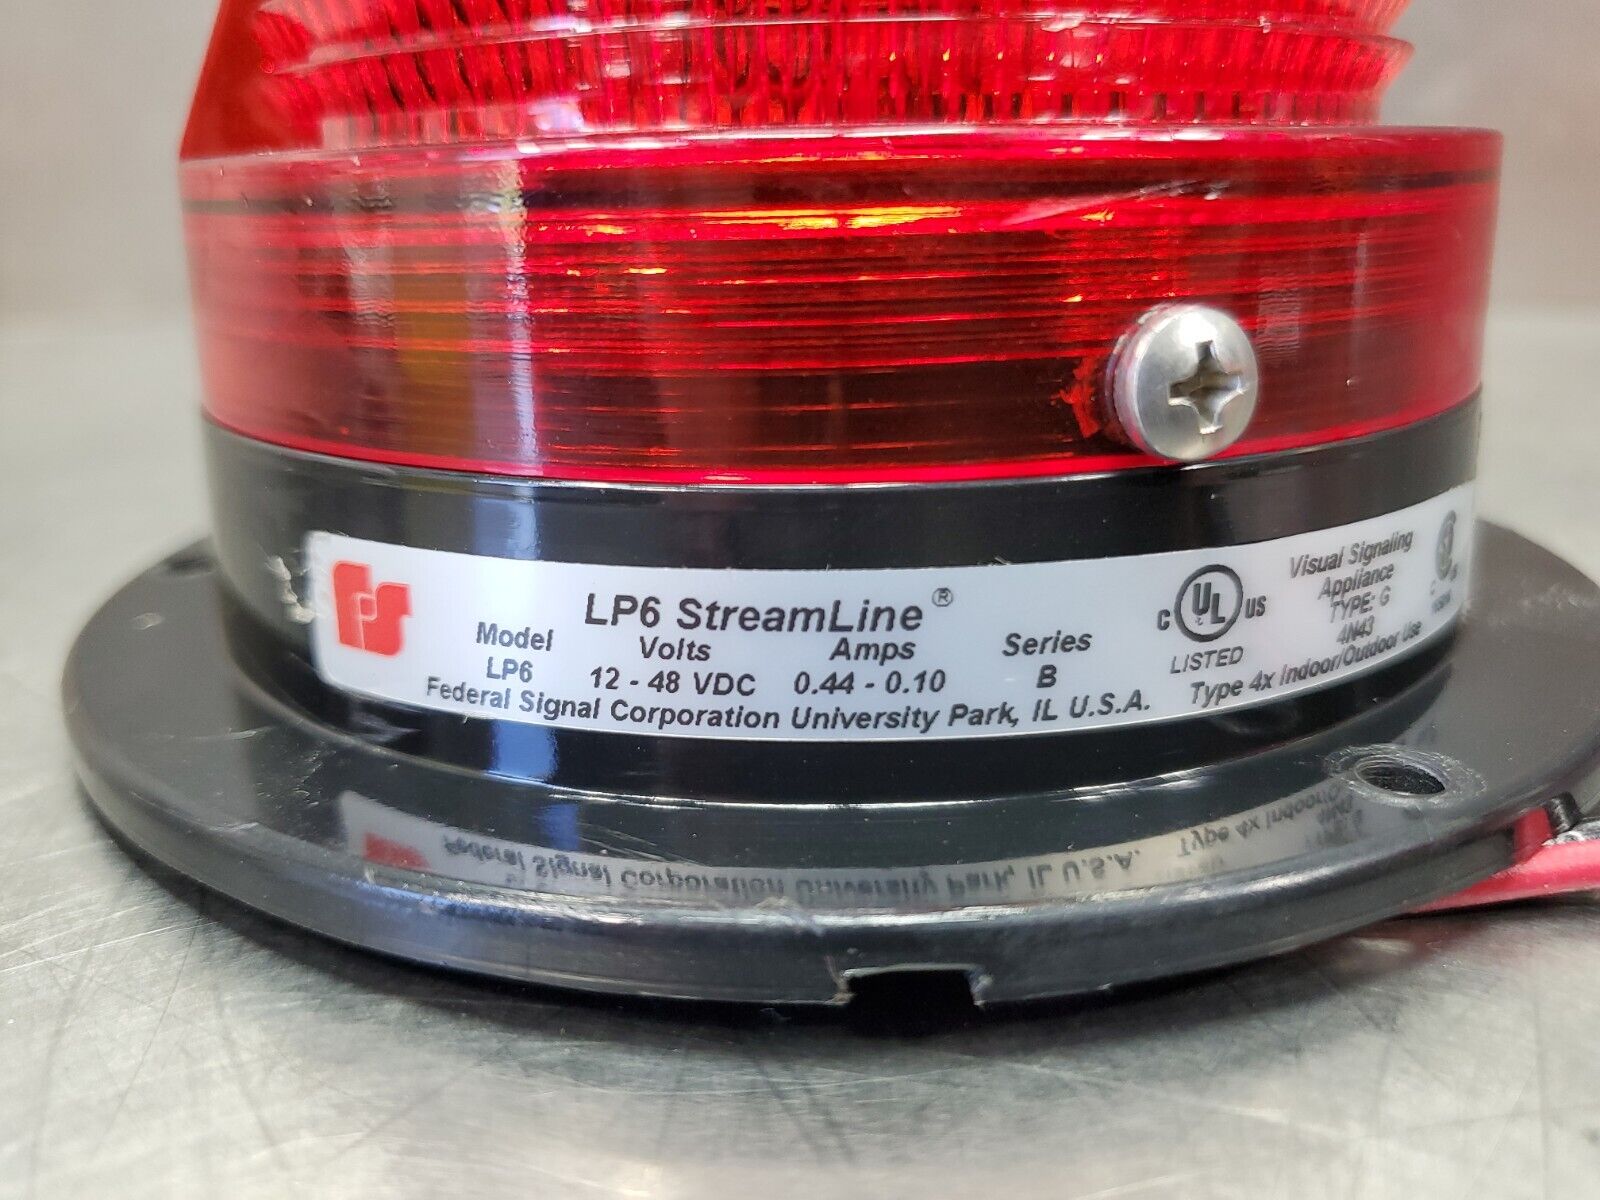 FS
LP6 StreamLine®
Model Volts Amps Series
LP6 12 - 48 VDC 0.44 - 0.10 B
Federal Signal Corporation University Park, IL U.S.A.
C UL US
LISTED
Visual Signaling
Appliance
TYPE: G
4N43
Type 4x Indoor/Outdoor Use